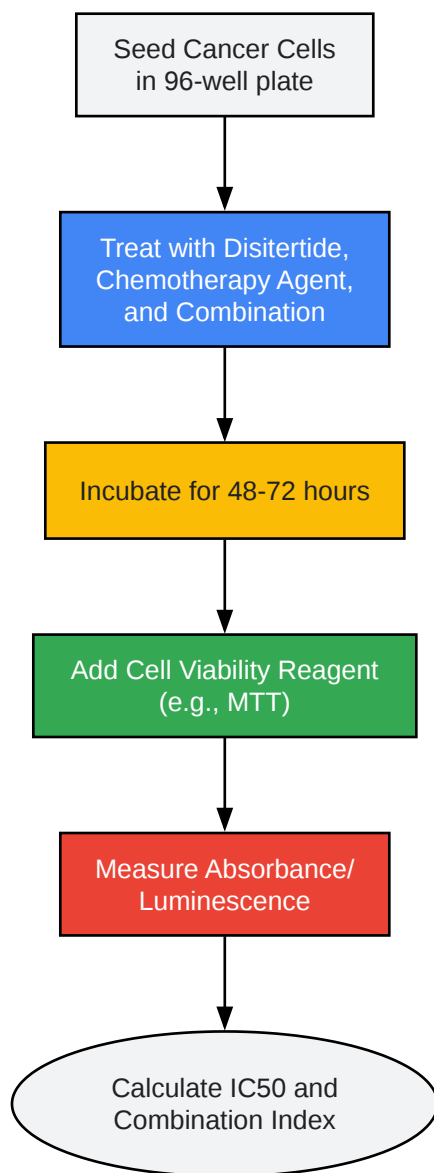 Seed Cancer Cells
in 96-well plate
Treat with Disitertide,
Chemotherapy Agent,
and Combination
Incubate for 48-72 hours
Add Cell Viability Reagent
(e.g., MTT)
Measure Absorbance/
Luminescence
Calculate IC50 and
Combination Index